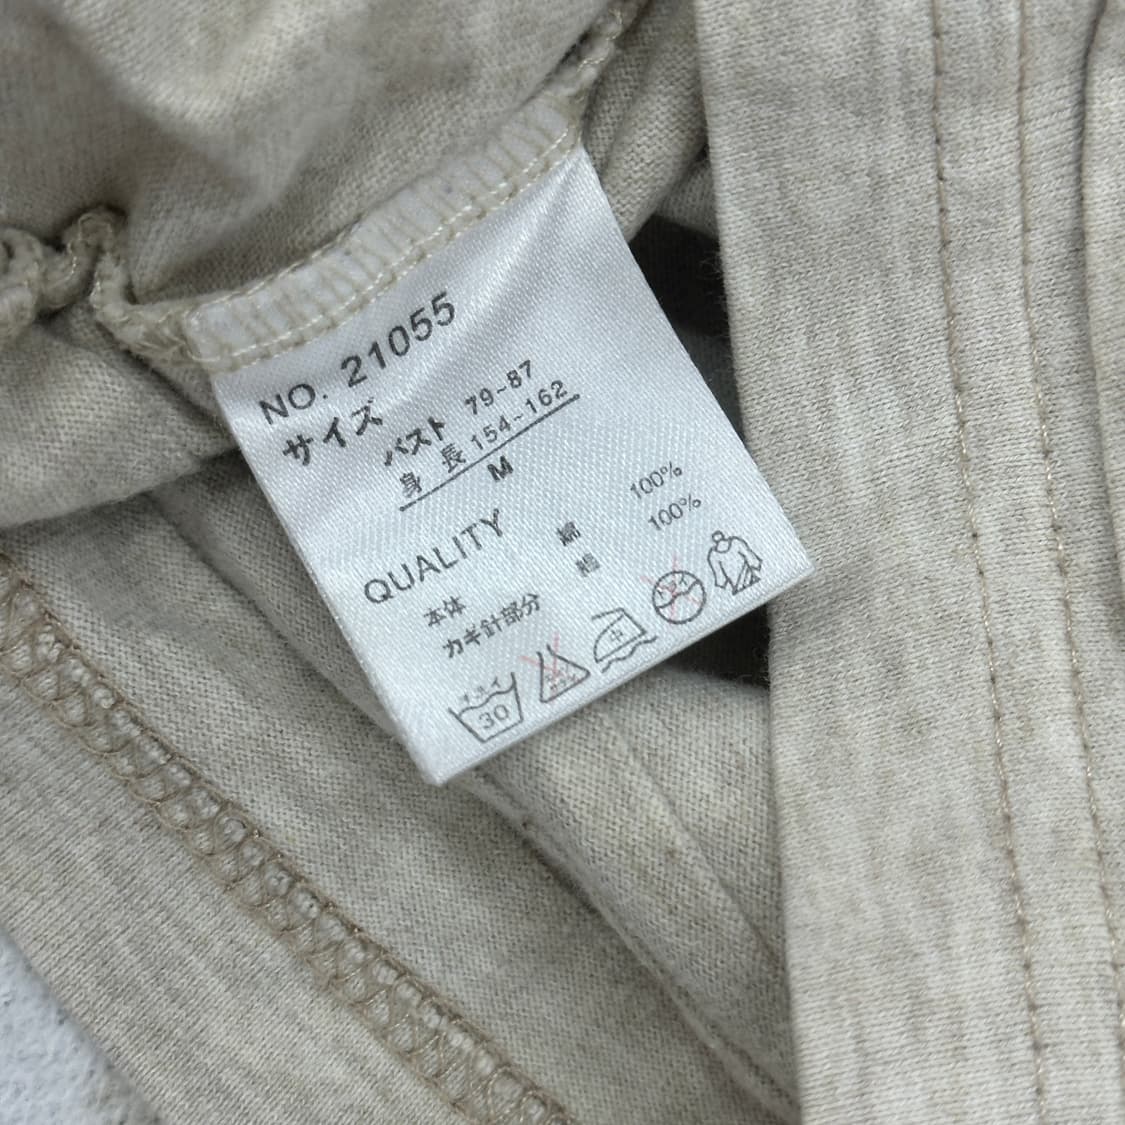 NO. 21055
サイズ
バスト 79~87
身 長 154~162
M
QUALITY
本体 綿 100%
カギ針部分 綿 100%
30
中